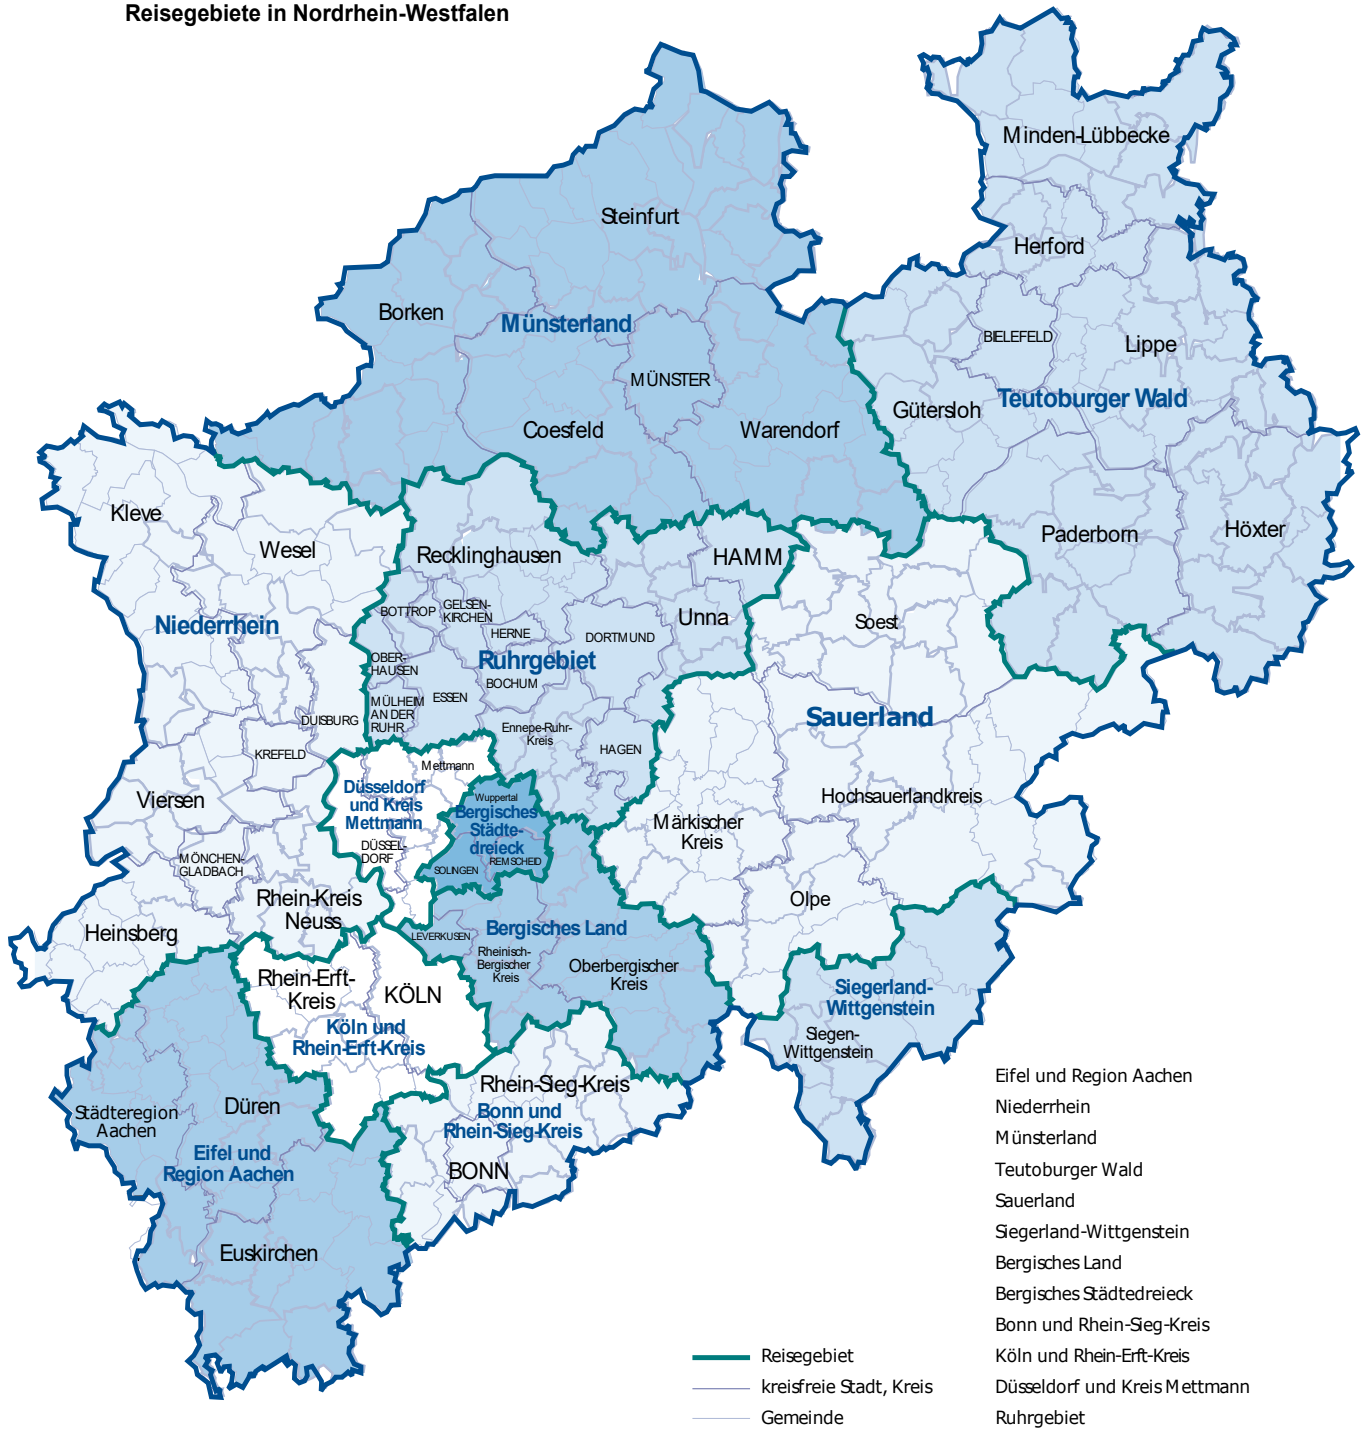 Reisegebiete in Nordrhein-Westfalen
Minden-Lübbecke
Steinfurt
Herford
Borken
Münsterland
BIELEFELD
Lippe
MÜNSTER
Teutoburger Wald
Gütersloh
Coesfeld
Warendorf
Kleve
Wesel
Paderborn
Höxter
Recklinghausen
HAMM
Niederrhein
BOTTROP
GELSEN-
KIRCHEN
HERNE
DORTMUND
Unna
Soest
OBER-
HAUSEN
Ruhrgebiet
BOCHUM
ESSEN
MÜLHEIM
AN DER
RUHR
DUISBURG
Sauerland
Ennepe-Ruhr-
Kreis
HAGEN
KREFELD
Mettmann
Düsseldorf
und Kreis
Mettmann
Viersen
Wuppertal
Bergisches
Städte-
dreieck
Hochsauerlandkreis
Märkischer
Kreis
DÜSSEL-
DORF
MÖNCHEN-
GLADBACH
SOLINGEN
REMSCHEID
Rhein-Kreis
Neuss
Olpe
Heinsberg
LEVERKUSEN
Bergisches Land
Rheinisch-
Bergischer
Kreis
Oberbergischer
Kreis
Rhein-Erft-
Kreis
KÖLN
Siegerland-
Wittgenstein
Köln und
Rhein-Erft-Kreis
Siegen-
Wittgenstein
Rhein-Sieg-Kreis
Städteregion
Aachen
Düren
Bonn und
Rhein-Sieg-Kreis
Eifel und
Region Aachen
BONN
Euskirchen
Eifel und Region Aachen
Niederrhein
Münsterland
Teutoburger Wald
Sauerland
Siegerland-Wittgenstein
Bergisches Land
Bergisches Städtedreieck
Bonn und Rhein-Sieg-Kreis
Köln und Rhein-Erft-Kreis
Düsseldorf und Kreis Mettmann
Ruhrgebiet
Reisegebiet
kreisfreie Stadt, Kreis
Gemeinde